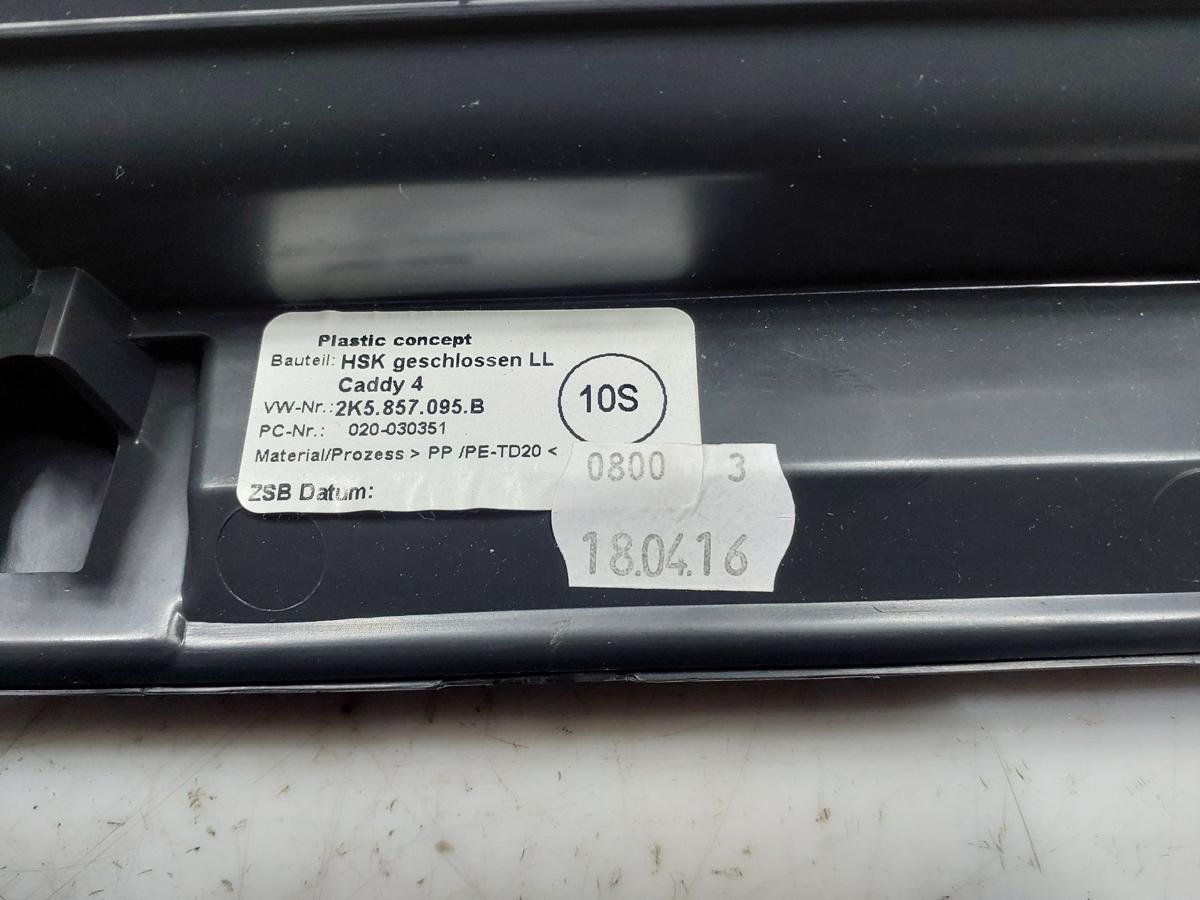 Plastic concept
Bauteil: HSK geschlossen LL
Caddy 4
VW-Nr.: 2K5.857.095.B
PC-Nr.: 020-030351
Material/Prozess > PP /PE-TD20 <
ZSB Datum:
10S
0800 3
18.04.16